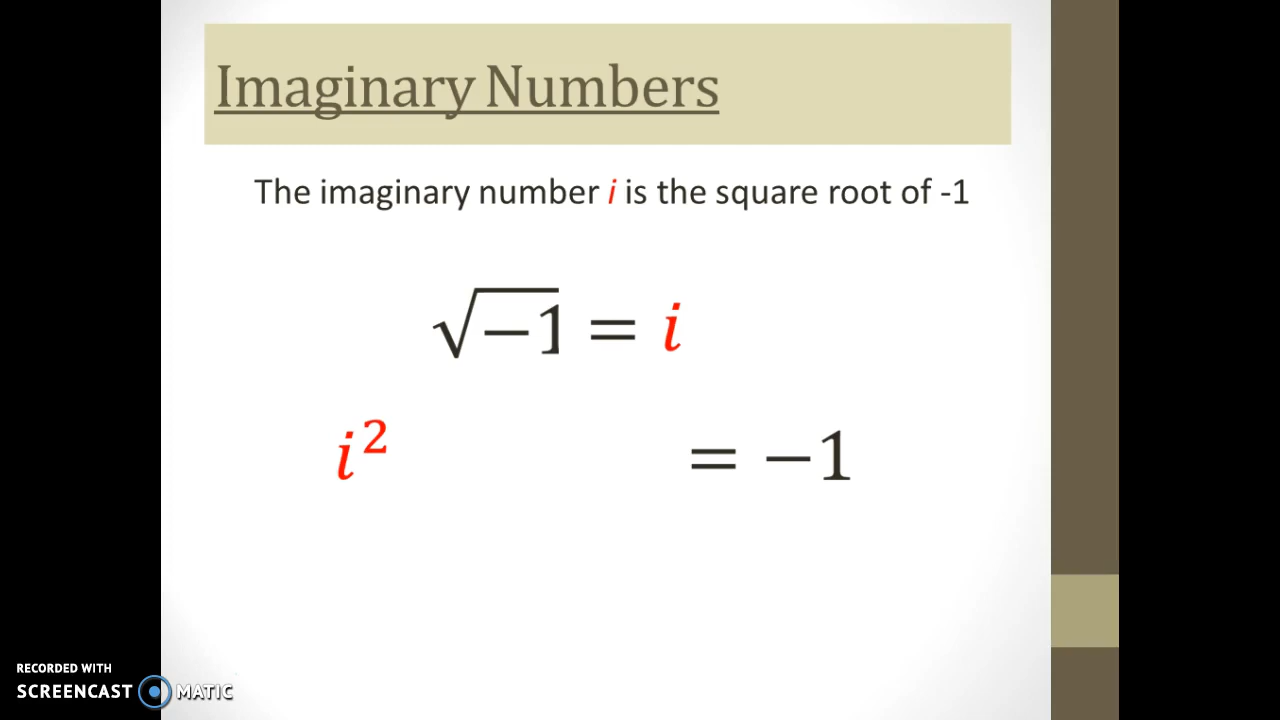 Imaginary Numbers
The imaginary number i is the square root of -1
√−1 = i
i² = −1
RECORDED WITH
SCREENCAST MATIC